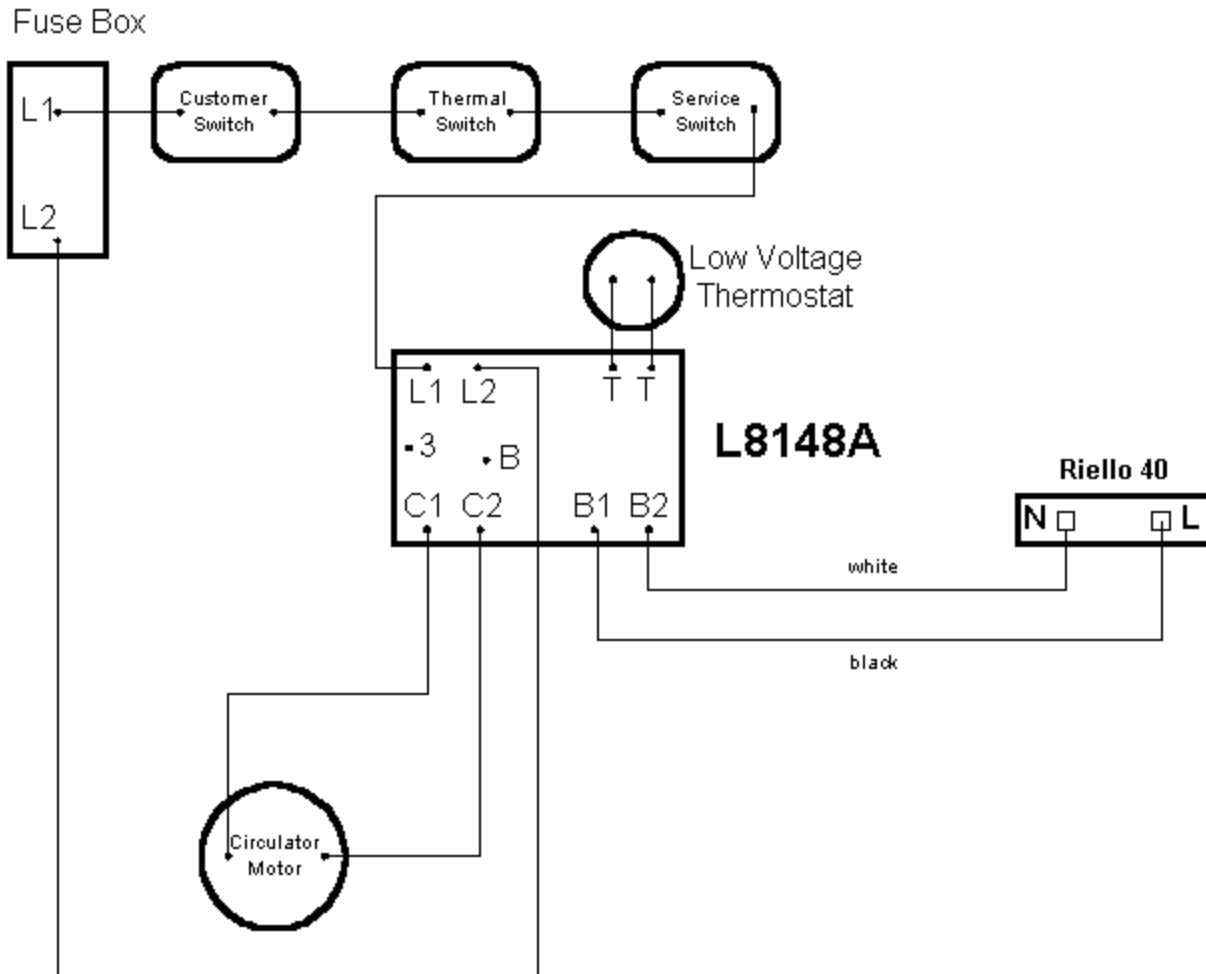 Fuse Box
L1
Customer
Switch
Thermal
Switch
Service
Switch
L2
Low Voltage
Thermostat
L1 L2 T T
3
B
L8148A
C1 C2 B1 B2
Riello 40
N L
white
black
Circulator
Motor